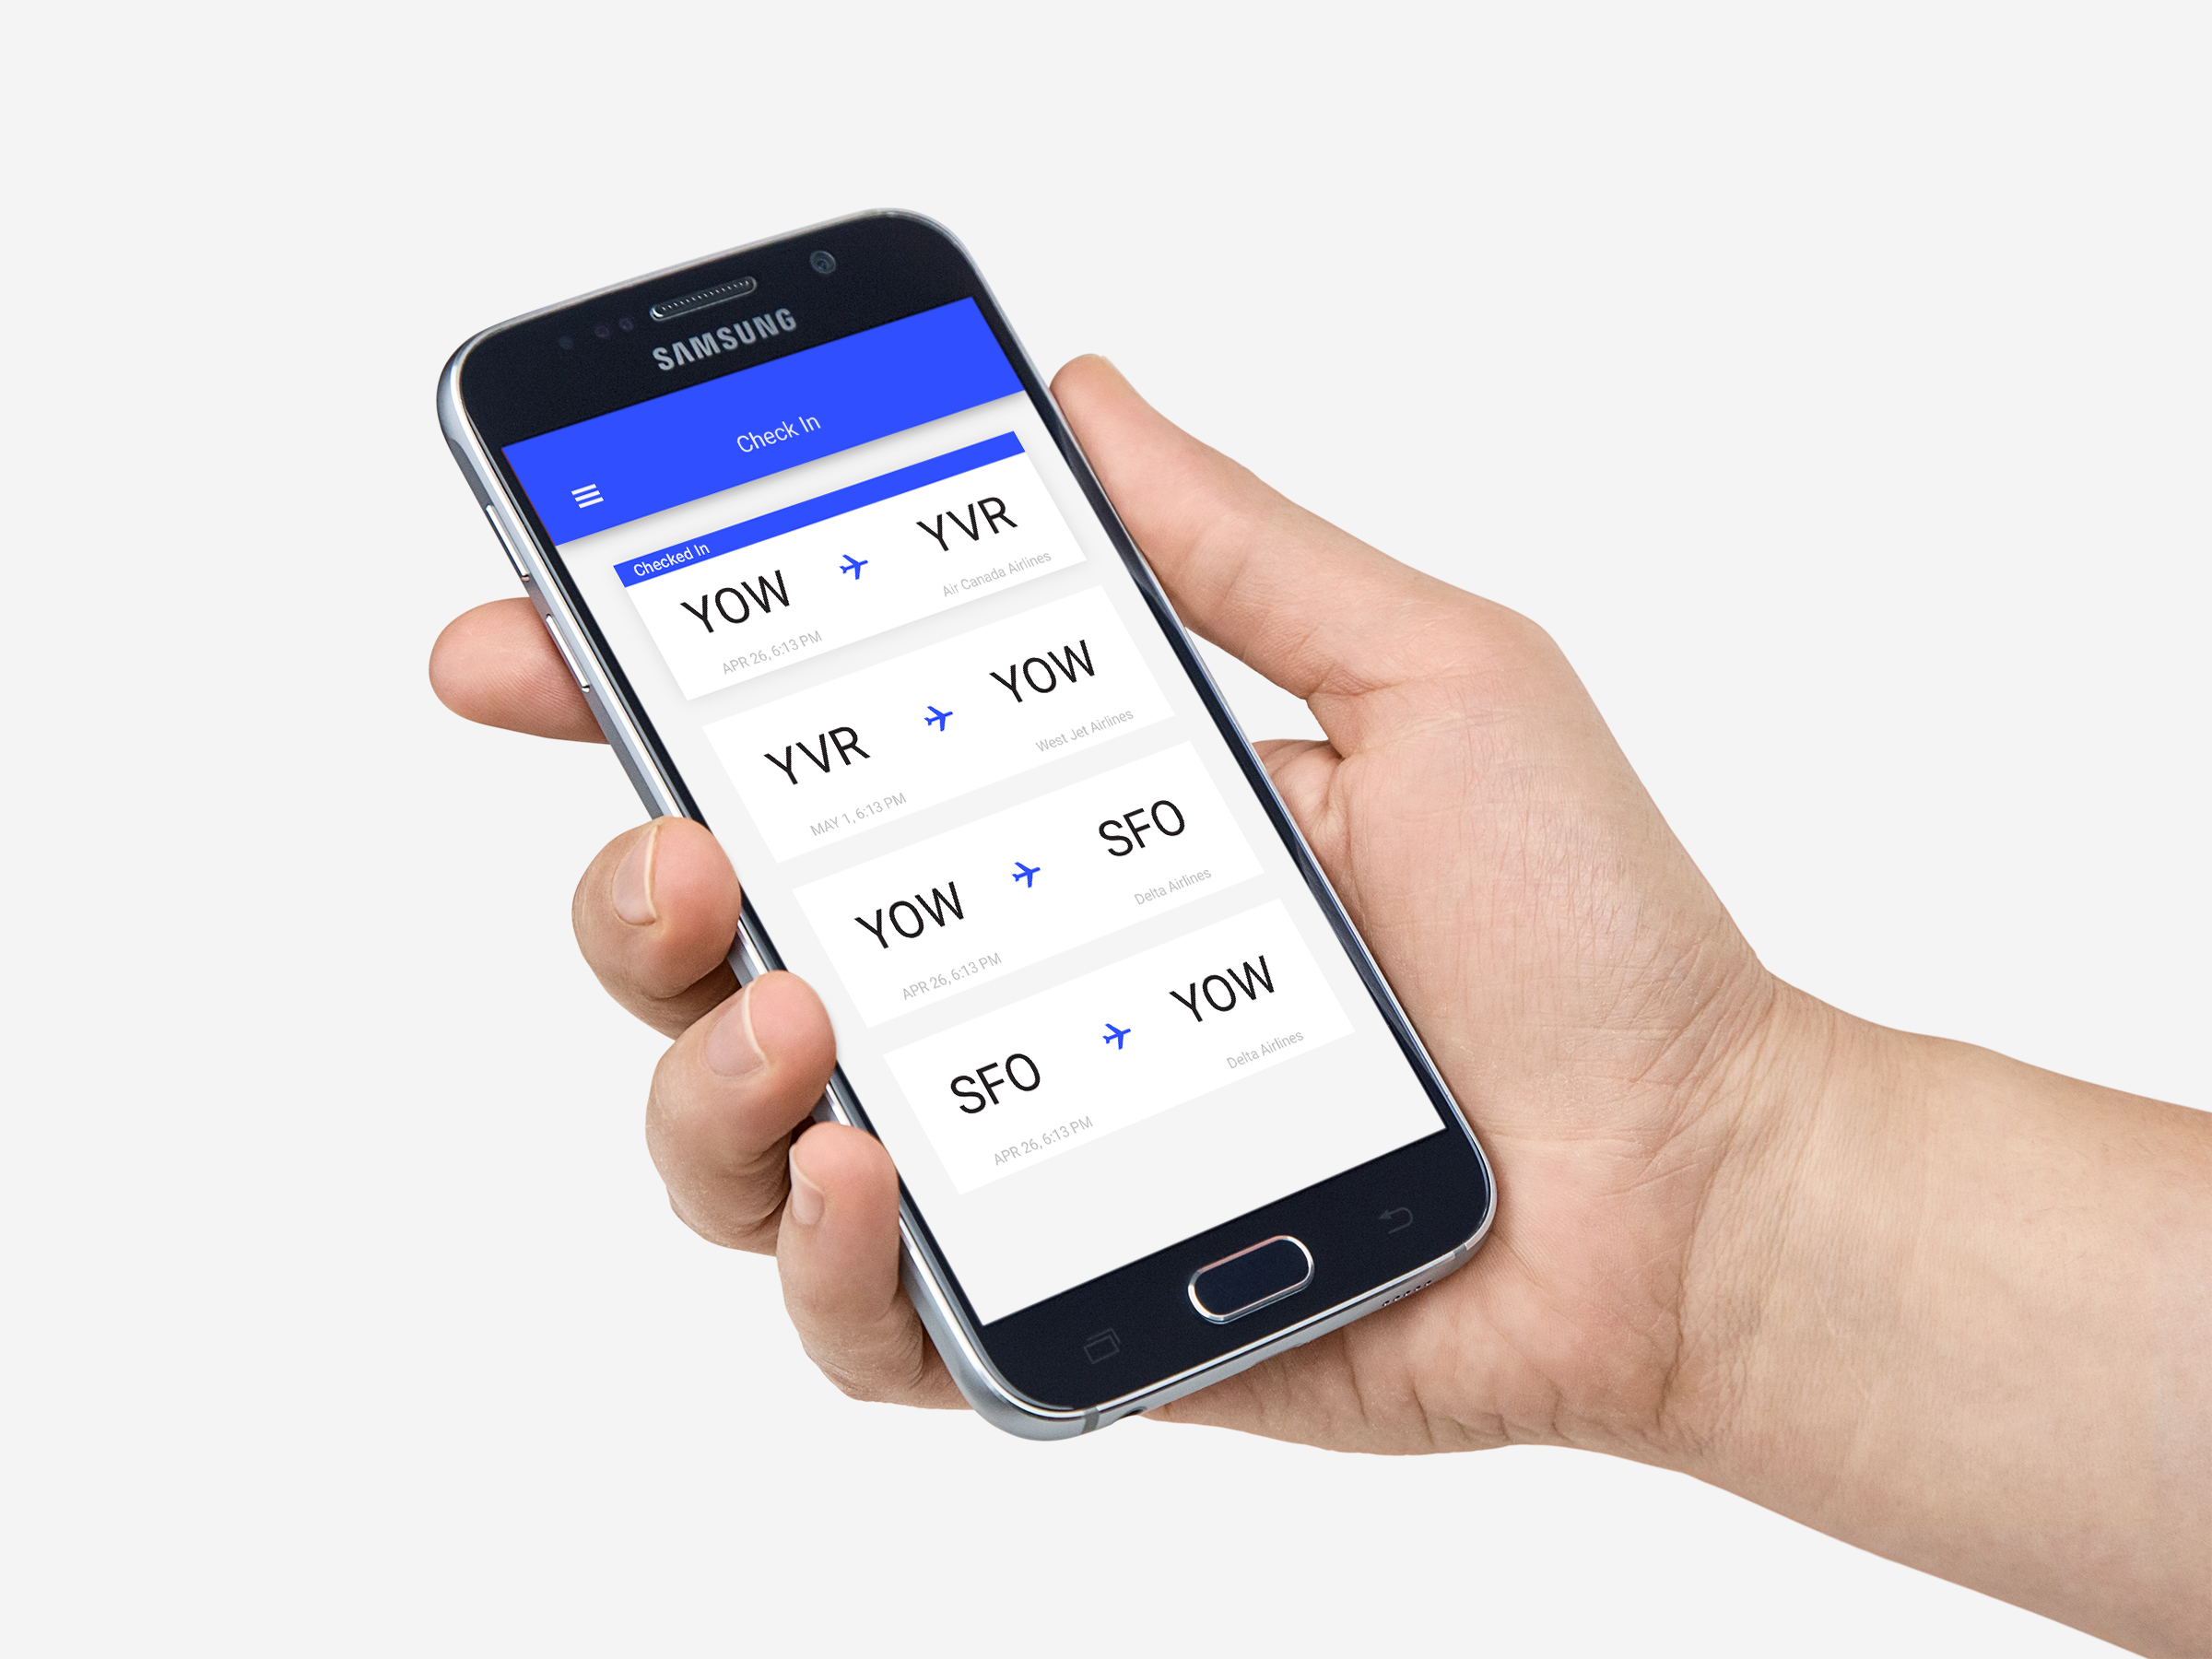 SAMSUNG
Check In
Checked In
YOW YVR
APR 26, 6:13 PM Air Canada Airlines
YVR YOW
MAY 1, 6:13 PM West Jet Airlines
YOW SFO
APR 26, 6:13 PM Delta Airlines
SFO YOW
APR 26, 6:13 PM Delta Airlines